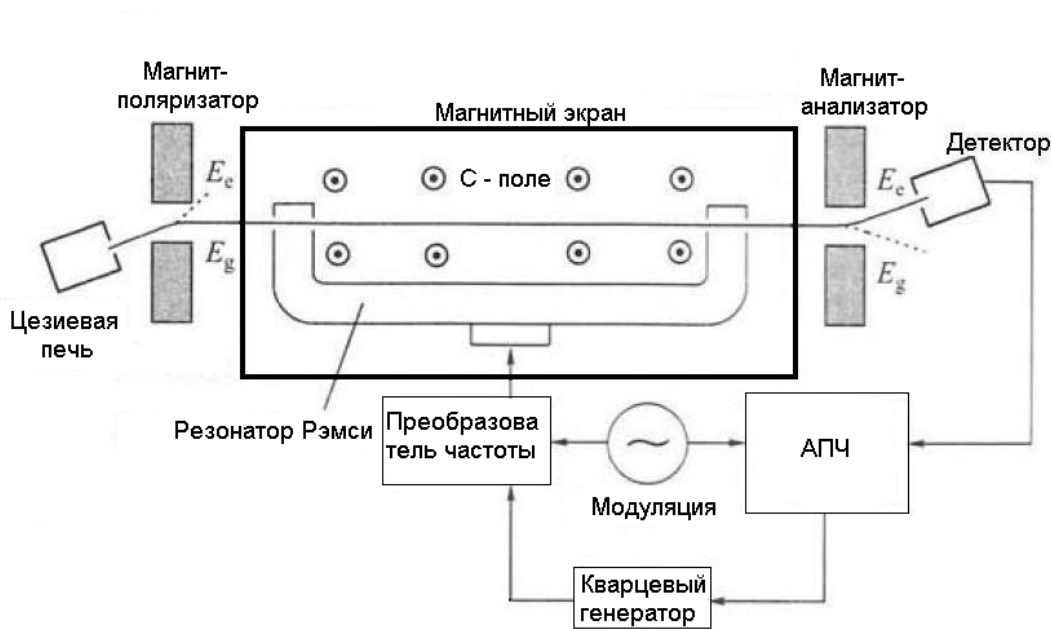 Магнит-
поляризатор
Магнитный экран
Магнит-
анализатор
Детектор
E_e
С - поле
E_e
E_g
E_g
Цезиевая
печь
Резонатор Рэмси
Преобразова
тель частоты
~
АПЧ
Модуляция
Кварцевый
генератор